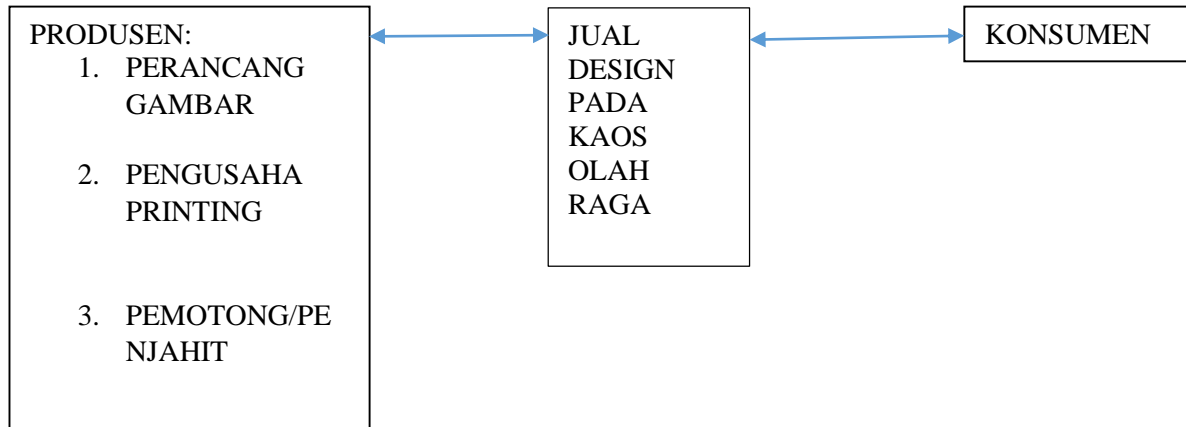 PRODUSEN:
1. PERANCANG
GAMBAR
2. PENGUSAHA
PRINTING
3. PEMOTONG/PE
NJAHIT
JUAL
DESIGN
PADA
KAOS
OLAH
RAGA
KONSUMEN